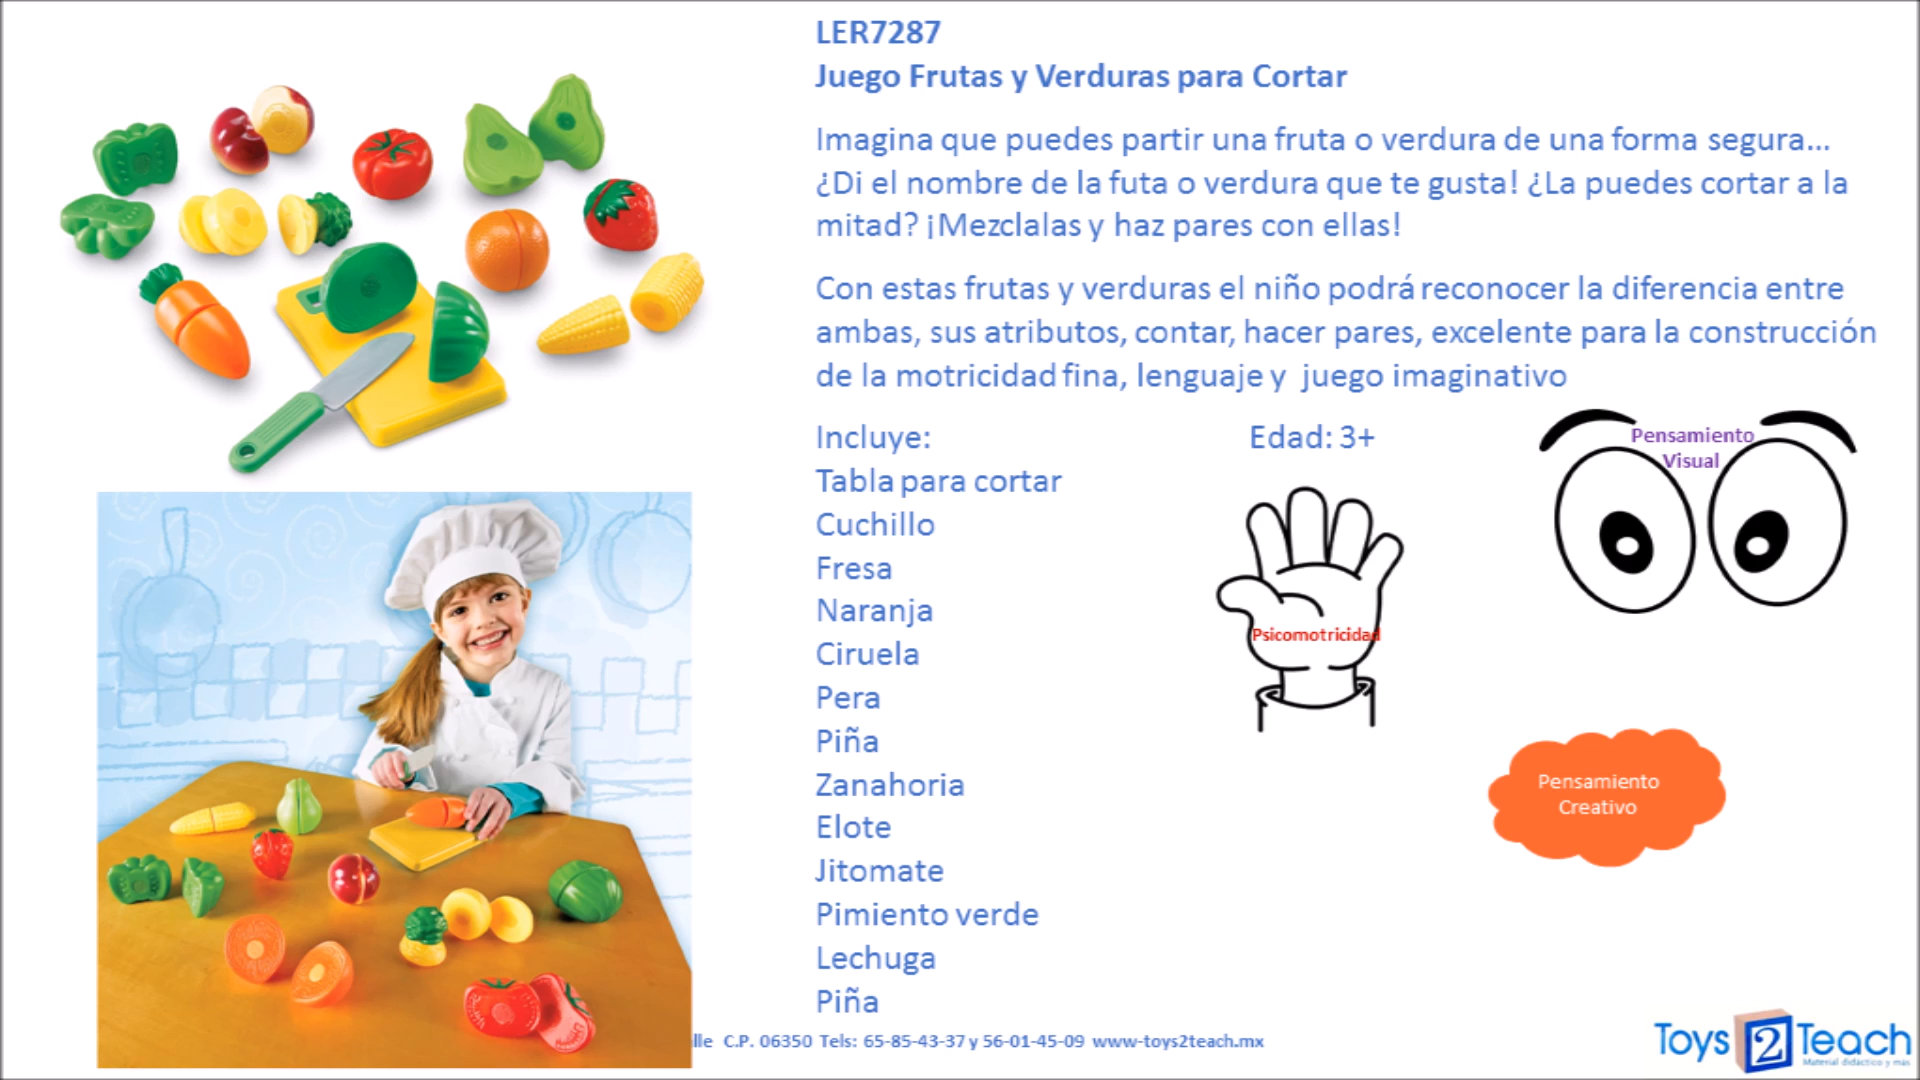 LER7287
Juego Frutas y Verduras para Cortar
Imagina que puedes partir una fruta o verdura de una forma segura...
¿Di el nombre de la futa o verdura que te gusta! ¿La puedes cortar a la
mitad? ¡Mezclalas y haz pares con ellas!
Con estas frutas y verduras el niño podrá reconocer la diferencia entre
ambas, sus atributos, contar, hacer pares, excelente para la construcción
de la motricidad fina, lenguaje y juego imaginativo
Incluye:
Edad: 3+
Tabla para cortar
Cuchillo
Fresa
Naranja
Ciruela
Pera
Piña
Zanahoria
Elote
Jitomate
Pimiento verde
Lechuga
Piña
Pensamiento
Visual
Psicomotricidad
Pensamiento
Creativo
lle C.P. 06350 Tels: 65-85-43-37 y 56-01-45-09 www-toys2teach.mx
Toys 2 Teach
Material didáctico y más